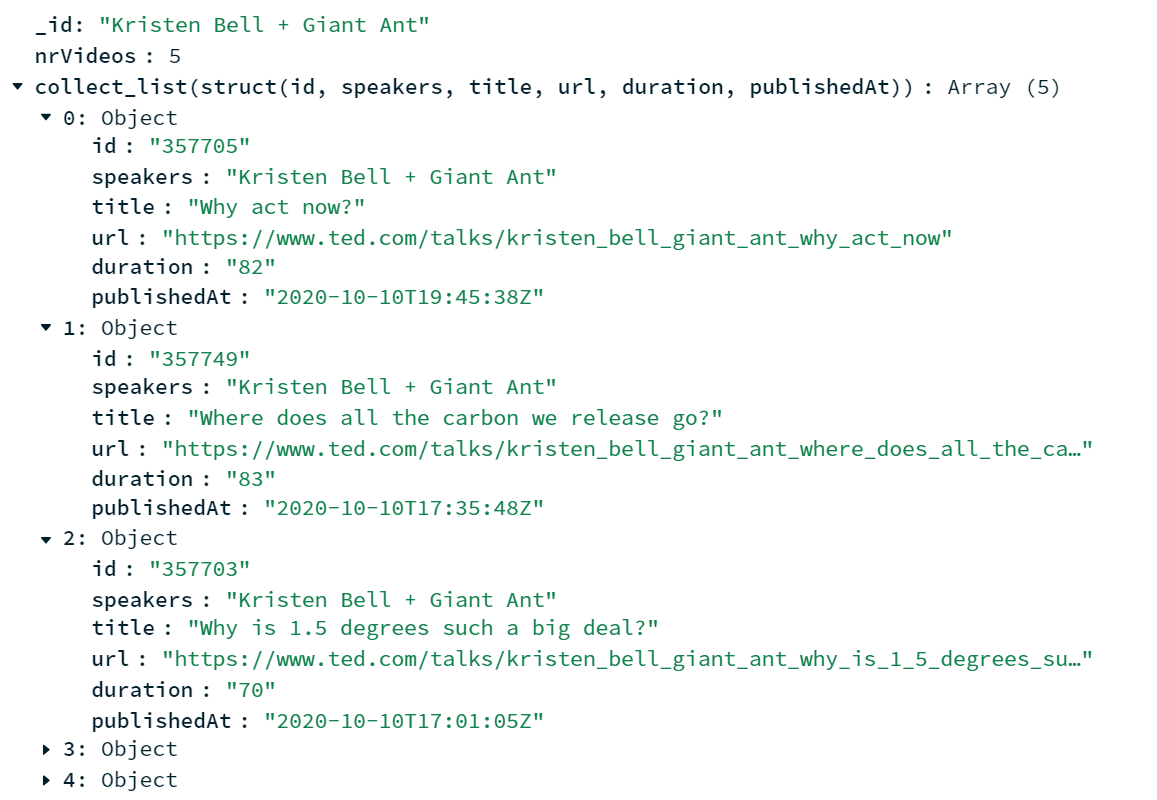 _id: "Kristen Bell + Giant Ant"
nrVideos : 5
collect_list(struct(id, speakers, title, url, duration, publishedAt)) : Array (5)
0: Object
id : "357705"
speakers : "Kristen Bell + Giant Ant"
title : "Why act now?"
url : "https://www.ted.com/talks/kristen_bell_giant_ant_why_act_now"
duration : "82"
publishedAt : "2020-10-10T19:45:38Z"
1: Object
id : "357749"
speakers : "Kristen Bell + Giant Ant"
title : "Where does all the carbon we release go?"
url : "https://www.ted.com/talks/kristen_bell_giant_ant_where_does_all_the_ca…"
duration : "83"
publishedAt : "2020-10-10T17:35:48Z"
2: Object
id : "357703"
speakers : "Kristen Bell + Giant Ant"
title : "Why is 1.5 degrees such a big deal?"
url : "https://www.ted.com/talks/kristen_bell_giant_ant_why_is_1_5_degrees_su…"
duration : "70"
publishedAt : "2020-10-10T17:01:05Z"
3: Object
4: Object